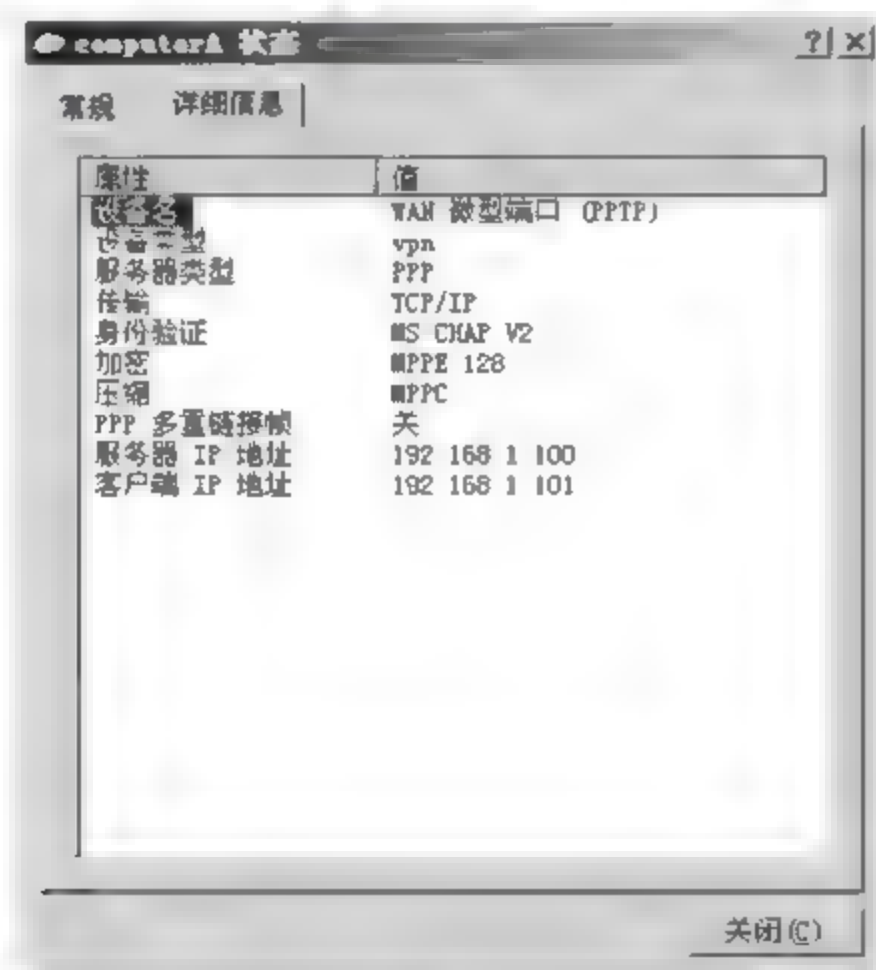 computerA 状态
常规 详细信息
属性 值
设备名 WAN 微型端口 (PPTP)
设备类型 vpn
服务器类型 PPP
传输 TCP/IP
身份验证 MS CHAP V2
加密 MPPE 128
压缩 MPPC
PPP 多重链接帧 关
服务器 IP 地址 192 168 1 100
客户端 IP 地址 192 168 1 101
关闭(C)